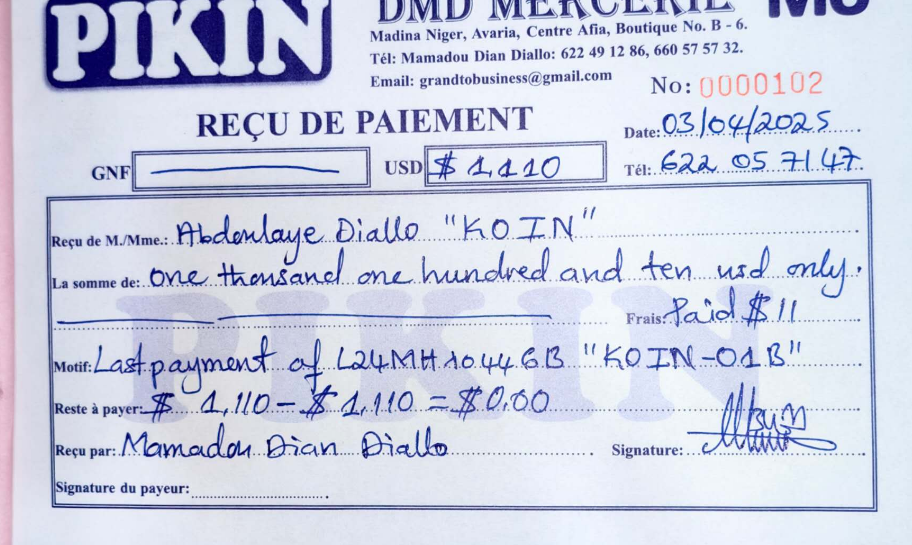 PIKIN
DMD MERCERIE
Madina Niger, Avaria, Centre Afia, Boutique No. B - 6.
Tél: Mamadou Dian Diallo: 622 49 12 86, 660 57 57 32.
Email: grandtobusiness@gmail.com
No: 0000102
REÇU DE PAIEMENT
Date: 03/04/2025
GNF
USD $ 1,110
Tél: 622 05 71 47
Reçu de M./Mme.: Abdoulaye Diallo "KOIN"
La somme de: One thousand one hundred and ten usd only.
Frais: Paid $ 11
Motif: Last payment of L24MH10446B "KOIN-01B"
Reste à payer: $ 1,110 - $ 1,110 = $0.00
Reçu par: Mamadou Dian Diallo
Signature:
Signature du payeur:
PIKIN